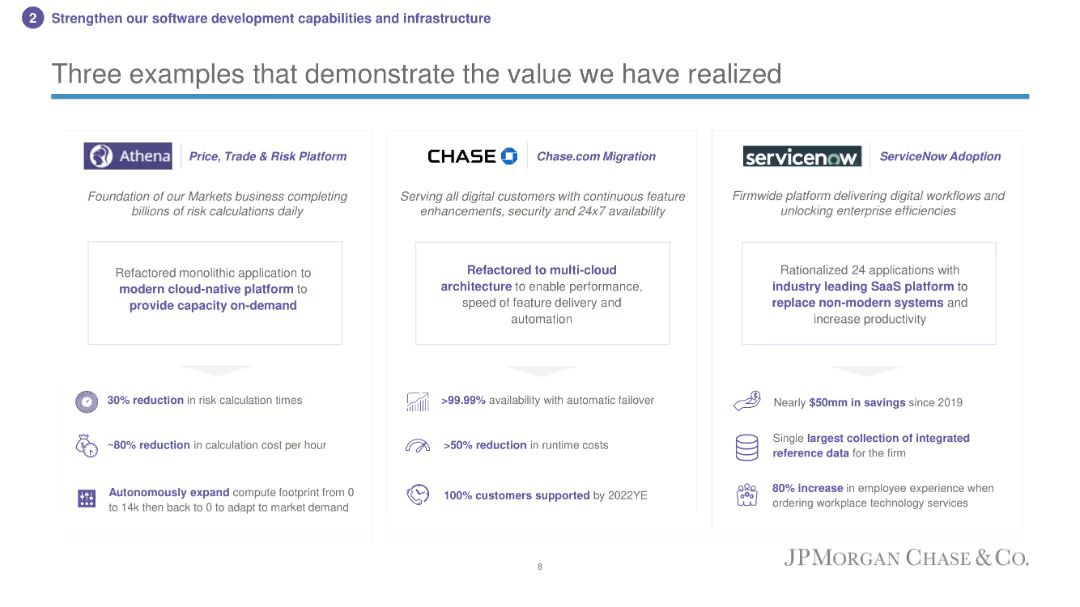 2 Strengthen our software development capabilities and infrastructure
Three examples that demonstrate the value we have realized
Athena Price, Trade & Risk Platform
Foundation of our Markets business completing
billions of risk calculations daily
Refactored monolithic application to
modern cloud-native platform to
provide capacity on-demand
30% reduction in risk calculation times
~80% reduction in calculation cost per hour
Autonomously expand compute footprint from 0
to 14k then back to 0 to adapt to market demand
CHASE Chase.com Migration
Serving all digital customers with continuous feature
enhancements, security and 24x7 availability
Refactored to multi-cloud
architecture to enable performance,
speed of feature delivery and
automation
>99.99% availability with automatic failover
>50% reduction in runtime costs
100% customers supported by 2022YE
servicenow ServiceNow Adoption
Firmwide platform delivering digital workflows and
unlocking enterprise efficiencies
Rationalized 24 applications with
industry leading SaaS platform to
replace non-modern systems and
increase productivity
Nearly $50mm in savings since 2019
Single largest collection of integrated
reference data for the firm
80% increase in employee experience when
ordering workplace technology services
8
JPMORGAN CHASE & CO.